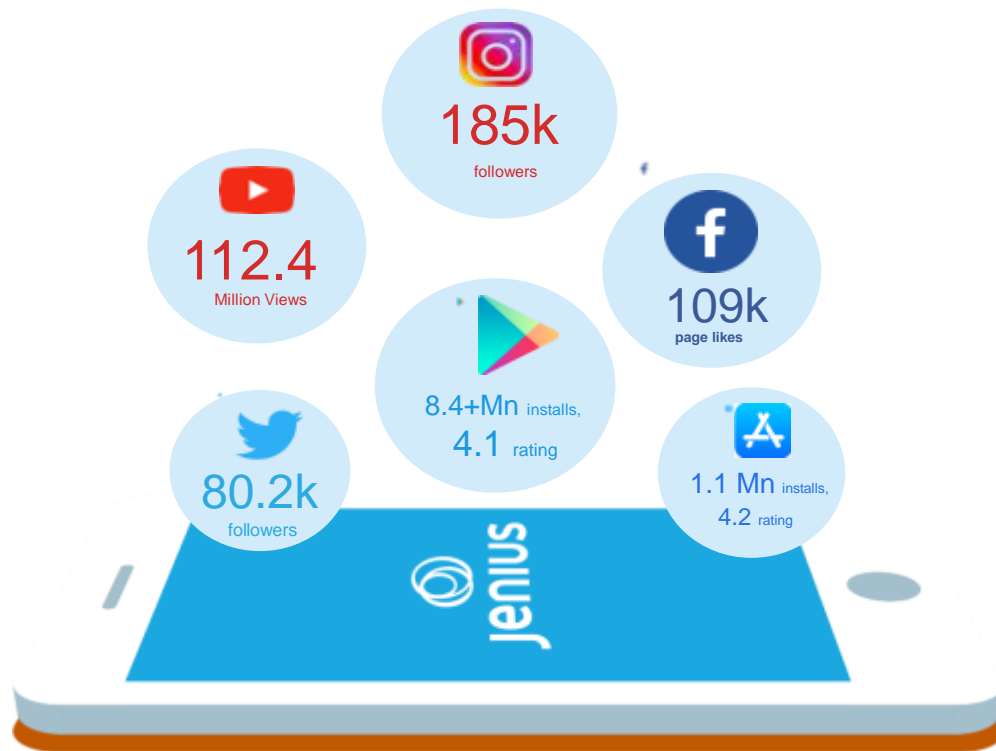 185k
followers
112.4
Million Views
109k
page likes
8.4+Mn installs,
4.1 rating
80.2k
followers
1.1 Mn installs,
4.2 rating
jenius